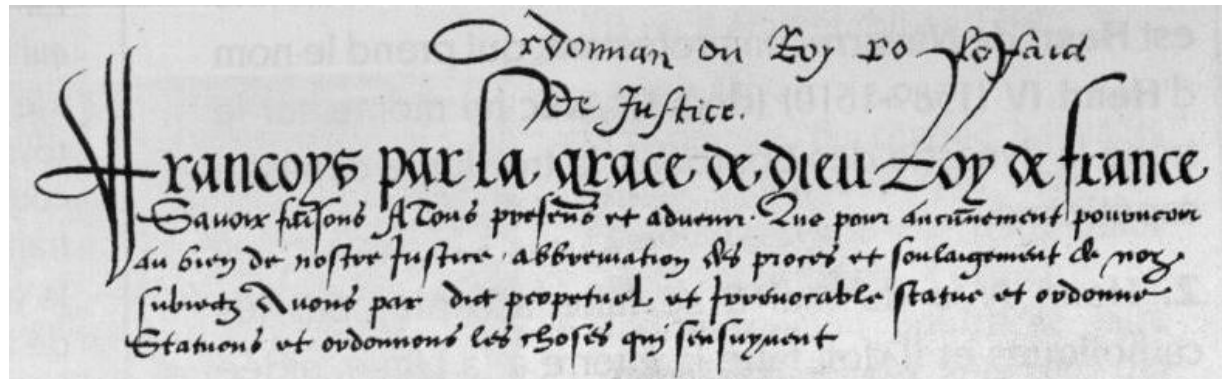 Ordonnan du Roy
De Justice.
Francoys par la grace de dieu Roy de france
Savoir faisons A Tous presens et advenir. Que pour aucunement pourveoir
au bien de nostre Justice. abbreviation des proces et soulaigement de noz
subiectz Avons par edict perpetuel et Irrevocable statue et ordonne
Statuons et ordonnons les choses qui sensuyvent